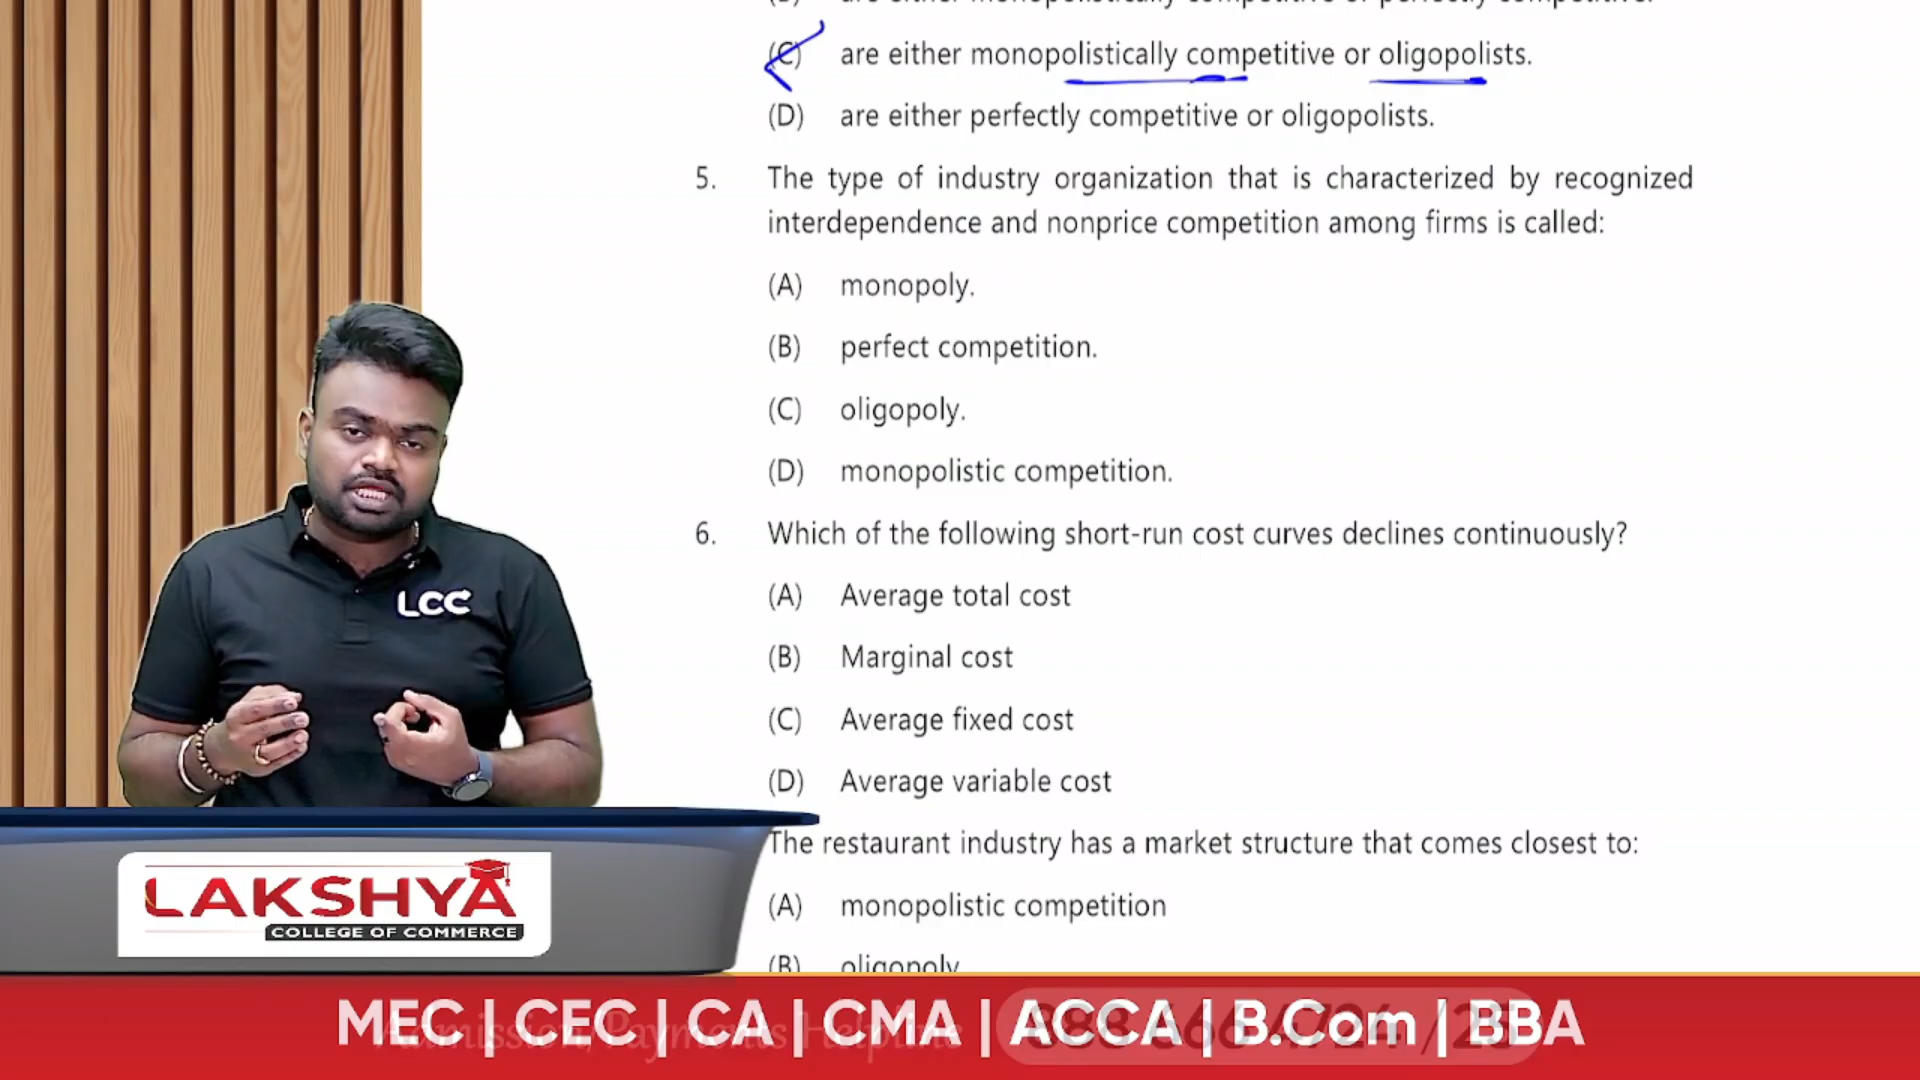 (C) are either monopolistically competitive or oligopolists.
(D) are either perfectly competitive or oligopolists.
5. The type of industry organization that is characterized by recognized
interdependence and nonprice competition among firms is called:
(A) monopoly.
(B) perfect competition.
(C) oligopoly.
(D) monopolistic competition.
6. Which of the following short-run cost curves declines continuously?
(A) Average total cost
(B) Marginal cost
(C) Average fixed cost
(D) Average variable cost
The restaurant industry has a market structure that comes closest to:
(A) monopolistic competition
(B) oligopoly
LCC
LAKSHYA
COLLEGE OF COMMERCE
MEC | CEC | CA | CMA | ACCA | B.Com | BBA